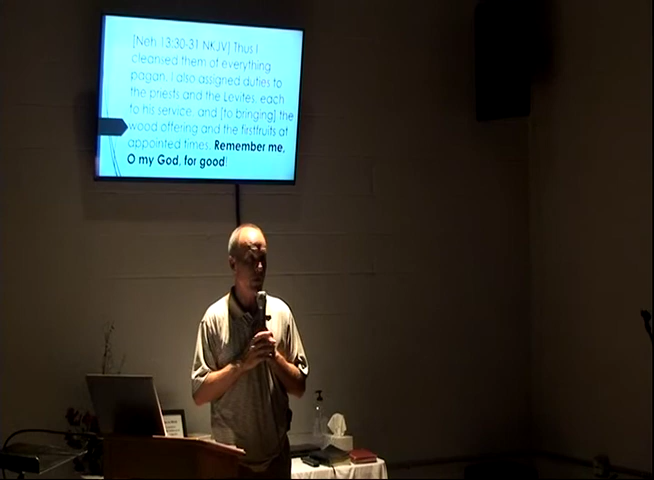 [Neh 13:30-31 NKJV] Thus I
cleansed them of everything
pagan. I also assigned duties to
the priests and the Levites, each
to his service, and [to bringing] the
wood offering and the firstfruits at
appointed times. Remember me,
O my God, for good!